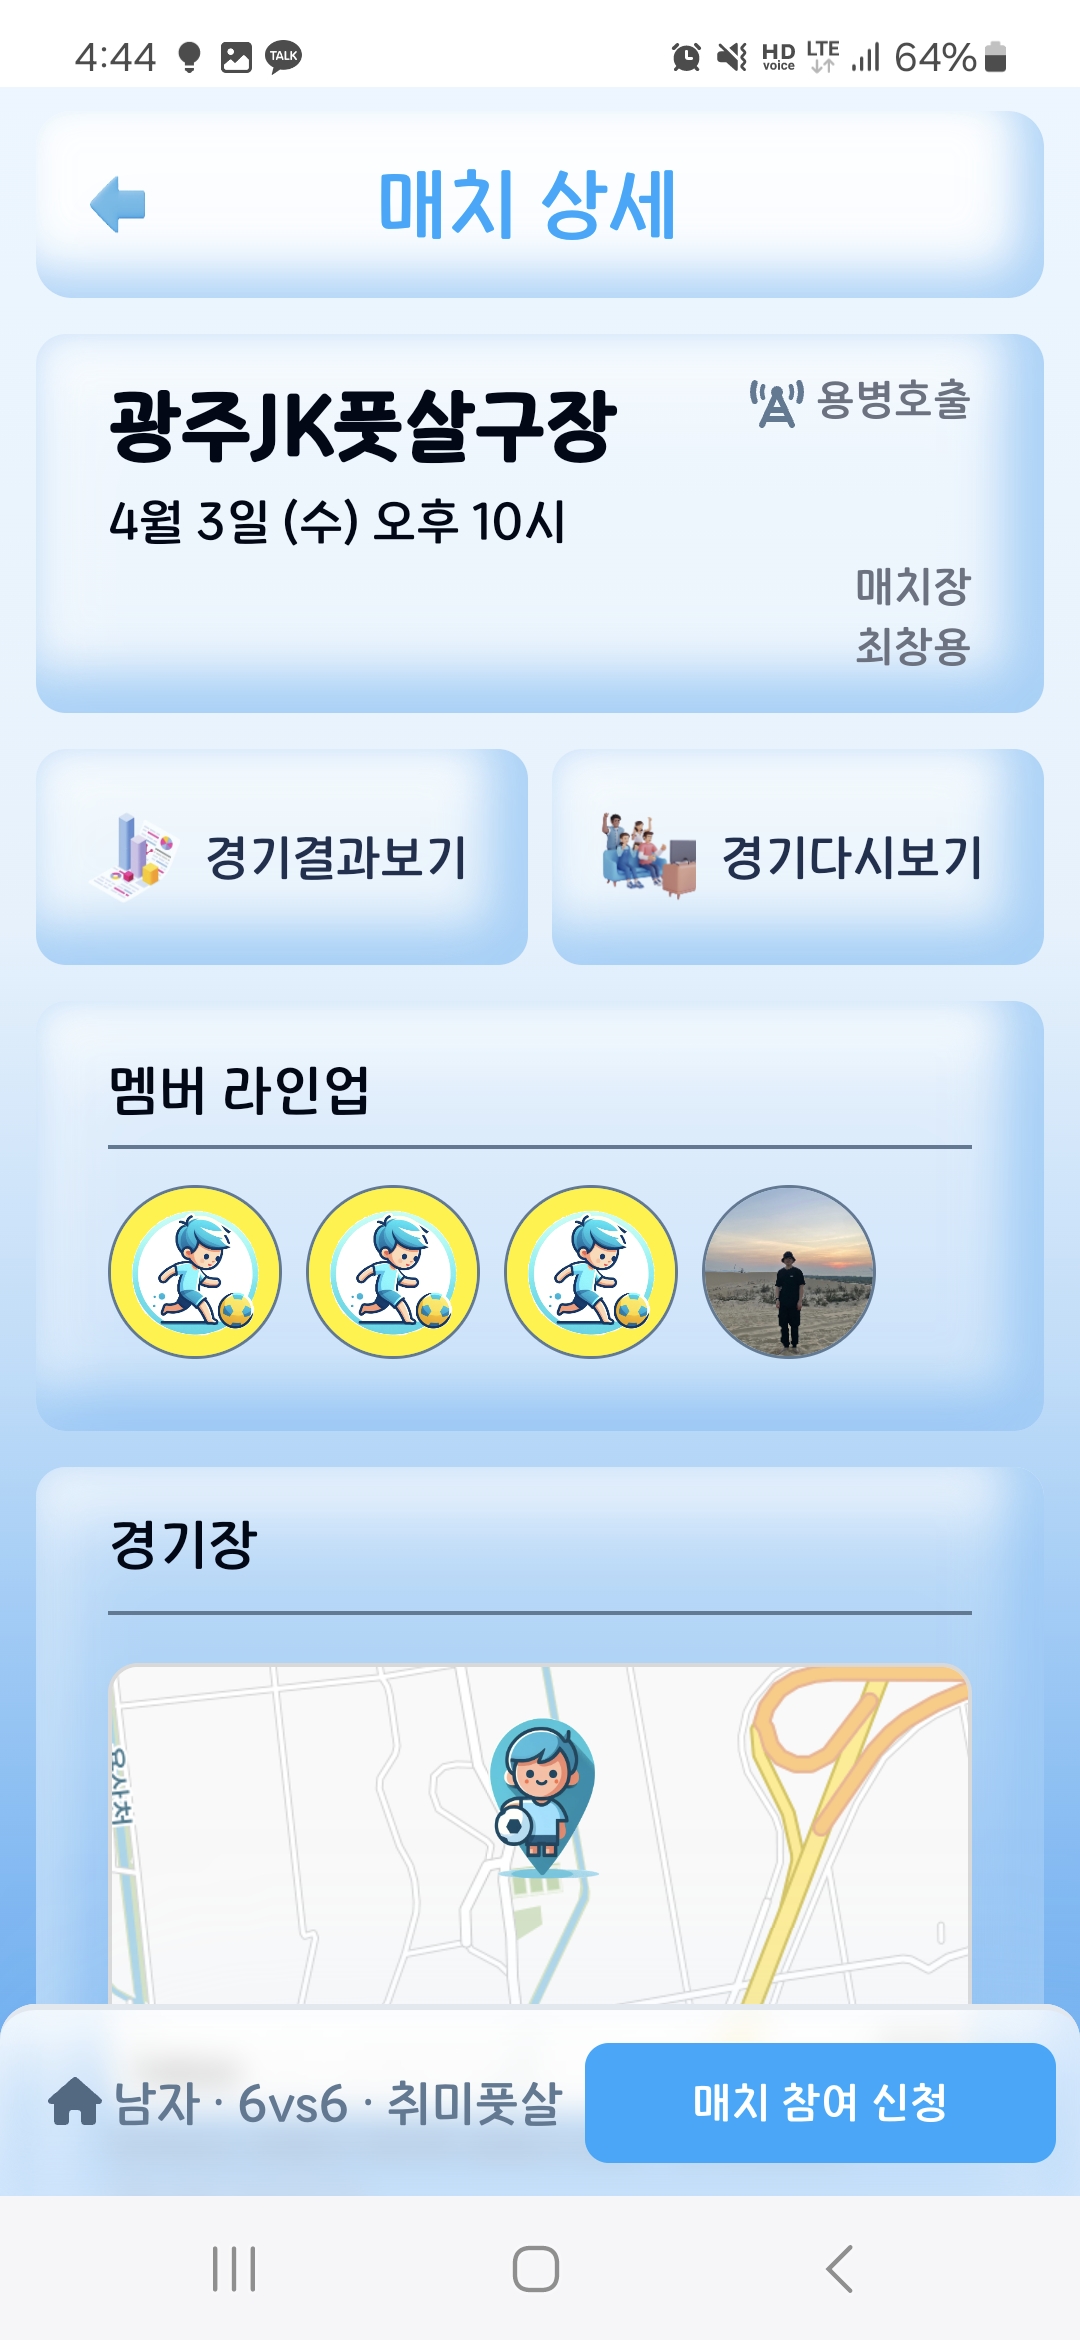 4:44 TALK HD voice LTE 64%
매치 상세
광주JK풋살구장
용병호출
4월 3일 (수) 오후 10시
매치장
최창용
경기결과보기
경기다시보기
멤버 라인업
경기장
요사천
남자 · 6vs6 · 취미풋살
매치 참여 신청